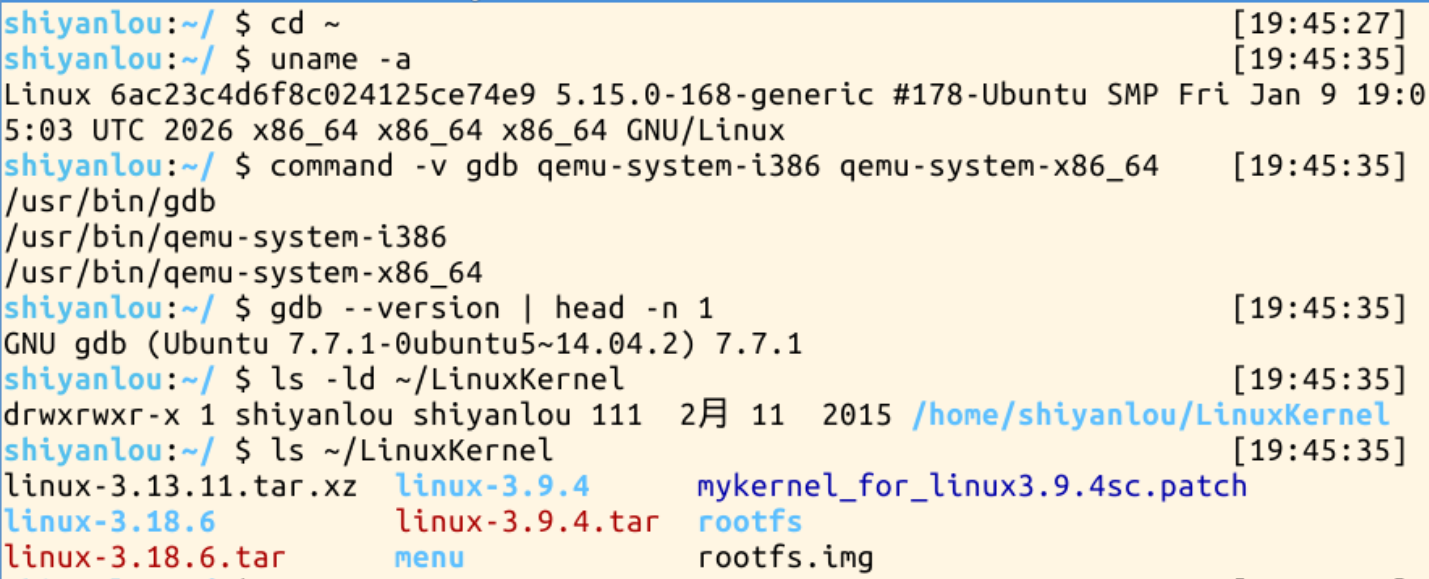 shiyanlou:~/ $ cd ~ [19:45:27]
shiyanlou:~/ $ uname -a [19:45:35]
Linux 6ac23c4d6f8c024125ce74e9 5.15.0-168-generic #178-Ubuntu SMP Fri Jan 9 19:0
5:03 UTC 2026 x86_64 x86_64 x86_64 GNU/Linux
shiyanlou:~/ $ command -v gdb qemu-system-i386 qemu-system-x86_64 [19:45:35]
/usr/bin/gdb
/usr/bin/qemu-system-i386
/usr/bin/qemu-system-x86_64
shiyanlou:~/ $ gdb --version | head -n 1 [19:45:35]
GNU gdb (Ubuntu 7.7.1-0ubuntu5~14.04.2) 7.7.1
shiyanlou:~/ $ ls -ld ~/LinuxKernel [19:45:35]
drwxrwxr-x 1 shiyanlou shiyanlou 111  2月 11  2015 /home/shiyanlou/LinuxKernel
shiyanlou:~/ $ ls ~/LinuxKernel [19:45:35]
linux-3.13.11.tar.xz  linux-3.9.4      mykernel_for_linux3.9.4sc.patch
linux-3.18.6          linux-3.9.4.tar  rootfs
linux-3.18.6.tar      menu             rootfs.img